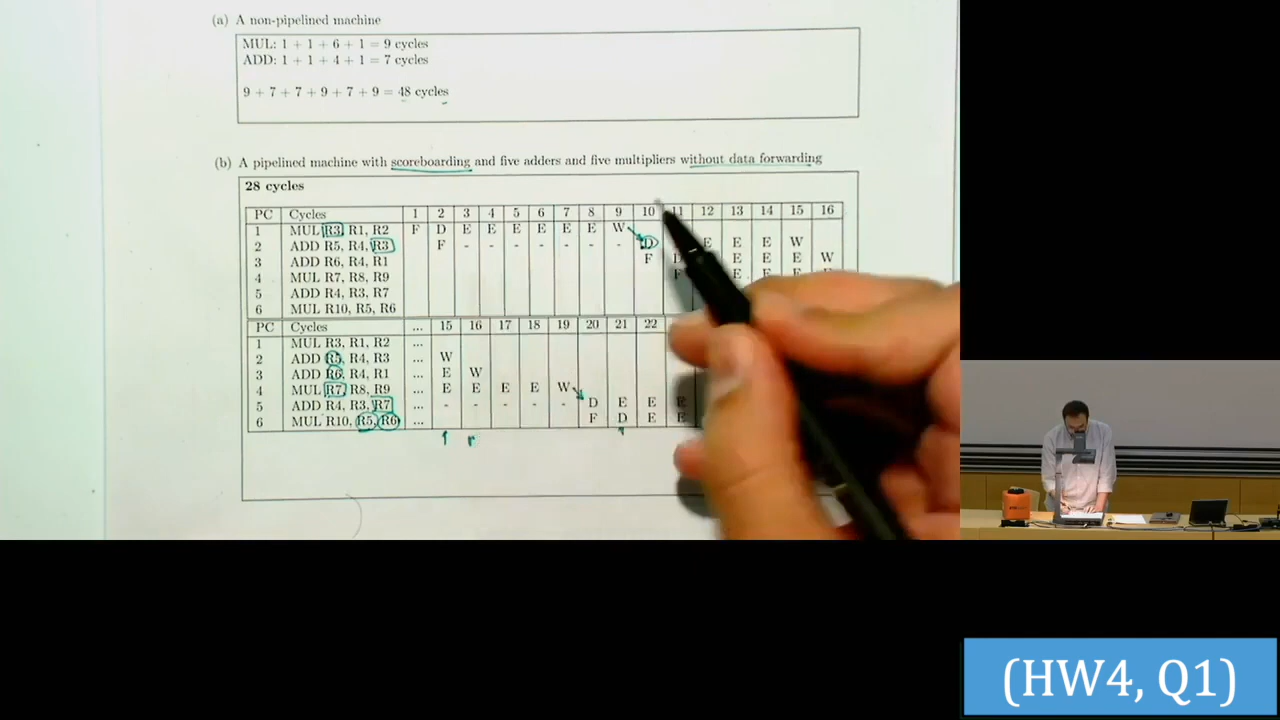 (a) A non-pipelined machine
MUL: 1 + 1 + 6 + 1 = 9 cycles
ADD: 1 + 1 + 4 + 1 = 7 cycles
9 + 7 + 7 + 9 + 7 + 9 = 48 cycles
(b) A pipelined machine with scoreboarding and five adders and five multipliers without data forwarding
28 cycles
PC Cycles 1 2 3 4 5 6 7 8 9 10 11 12 13 14 15 16
1 MUL R3, R1, R2 F D E E E E E E W
2 ADD R5, R4, R3 F - - - - - - - D E E E W
3 ADD R6, R4, R1 F D E E E W
4 MUL R7, R8, R9 F E E E E
5 ADD R4, R3, R7
6 MUL R10, R5, R6
PC Cycles ... 15 16 17 18 19 20 21 22
1 MUL R3, R1, R2 ...
2 ADD R5, R4, R3 ... W
3 ADD R6, R4, R1 ... E W
4 MUL R7, R8, R9 ... E E E E W
5 ADD R4, R3, R7 ... - - - - - D E E E
6 MUL R10, R5, R6 ... F D E E
(HW4, Q1)